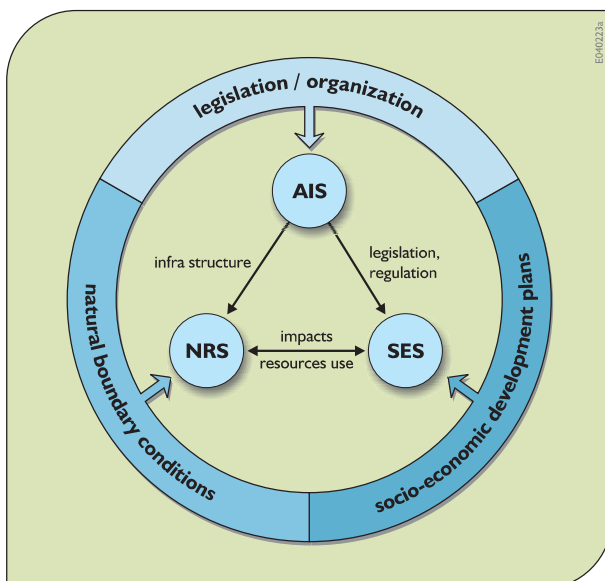 E040223a
legislation / organization
AIS
infra structure
legislation,
regulation
NRS
impacts
resources use
SES
natural boundary conditions
socio-economic development plans